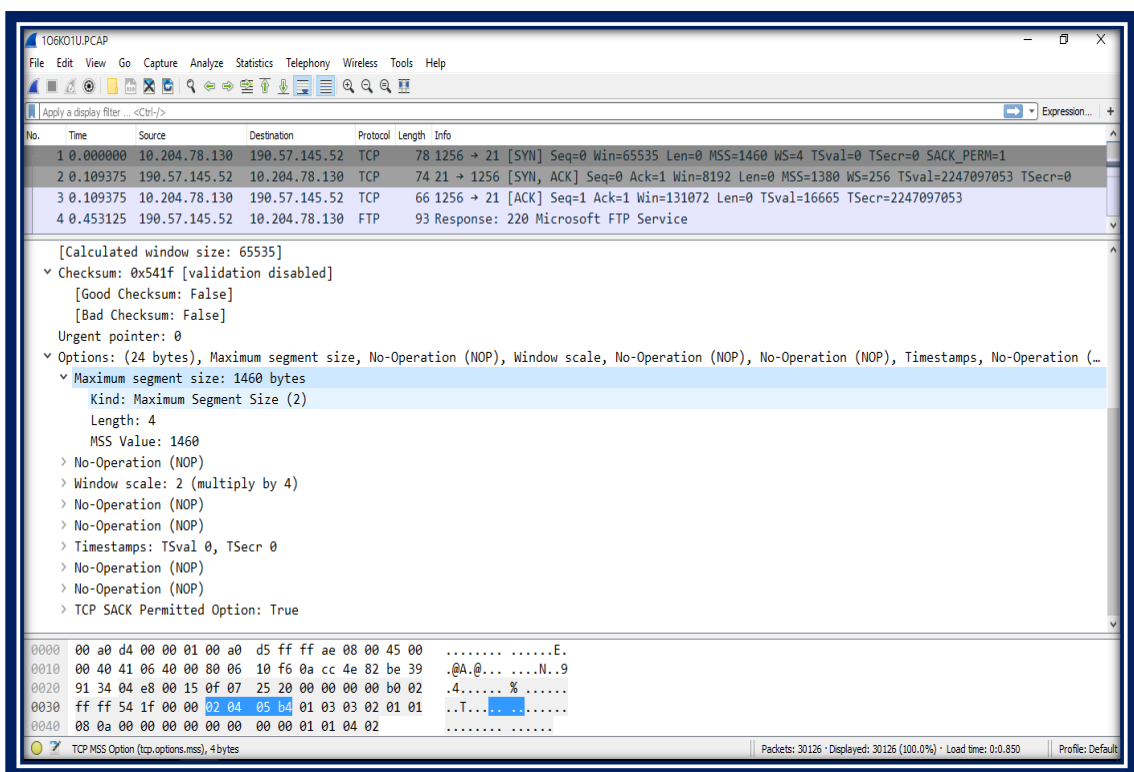 1O6KO1U.PCAP
File Edit View Go Capture Analyze Statistics Telephony Wireless Tools Help
Apply a display filter ... <Ctrl-/> Expression... +
No. Time Source Destination Protocol Length Info
1 0.000000 10.204.78.130 190.57.145.52 TCP 78 1256 → 21 [SYN] Seq=0 Win=65535 Len=0 MSS=1460 WS=4 TSval=0 TSecr=0 SACK_PERM=1
2 0.109375 190.57.145.52 10.204.78.130 TCP 74 21 → 1256 [SYN, ACK] Seq=0 Ack=1 Win=8192 Len=0 MSS=1380 WS=256 TSval=2247097053 TSecr=0
3 0.109375 10.204.78.130 190.57.145.52 TCP 66 1256 → 21 [ACK] Seq=1 Ack=1 Win=131072 Len=0 TSval=16665 TSecr=2247097053
4 0.453125 190.57.145.52 10.204.78.130 FTP 93 Response: 220 Microsoft FTP Service
[Calculated window size: 65535]
Checksum: 0x541f [validation disabled]
[Good Checksum: False]
[Bad Checksum: False]
Urgent pointer: 0
Options: (24 bytes), Maximum segment size, No-Operation (NOP), Window scale, No-Operation (NOP), No-Operation (NOP), Timestamps, No-Operation (…
Maximum segment size: 1460 bytes
Kind: Maximum Segment Size (2)
Length: 4
MSS Value: 1460
No-Operation (NOP)
Window scale: 2 (multiply by 4)
No-Operation (NOP)
No-Operation (NOP)
Timestamps: TSval 0, TSecr 0
No-Operation (NOP)
No-Operation (NOP)
TCP SACK Permitted Option: True
0000 00 a0 d4 00 00 01 00 a0 d5 ff ff ae 08 00 45 00 ........ ......E.
0010 00 40 41 06 40 00 80 06 10 f6 0a cc 4e 82 be 39 .@A.@... ....N..9
0020 91 34 04 e8 00 15 0f 07 25 20 00 00 00 00 b0 02 .4...... % ......
0030 ff ff 54 1f 00 00 02 04 05 b4 01 03 03 02 01 01 ..T..... ........
0040 08 0a 00 00 00 00 00 00 00 00 01 01 04 02 ........ ......
TCP MSS Option (tcp.options.mss), 4 bytes Packets: 30126 · Displayed: 30126 (100.0%) · Load time: 0:0.850 Profile: Default